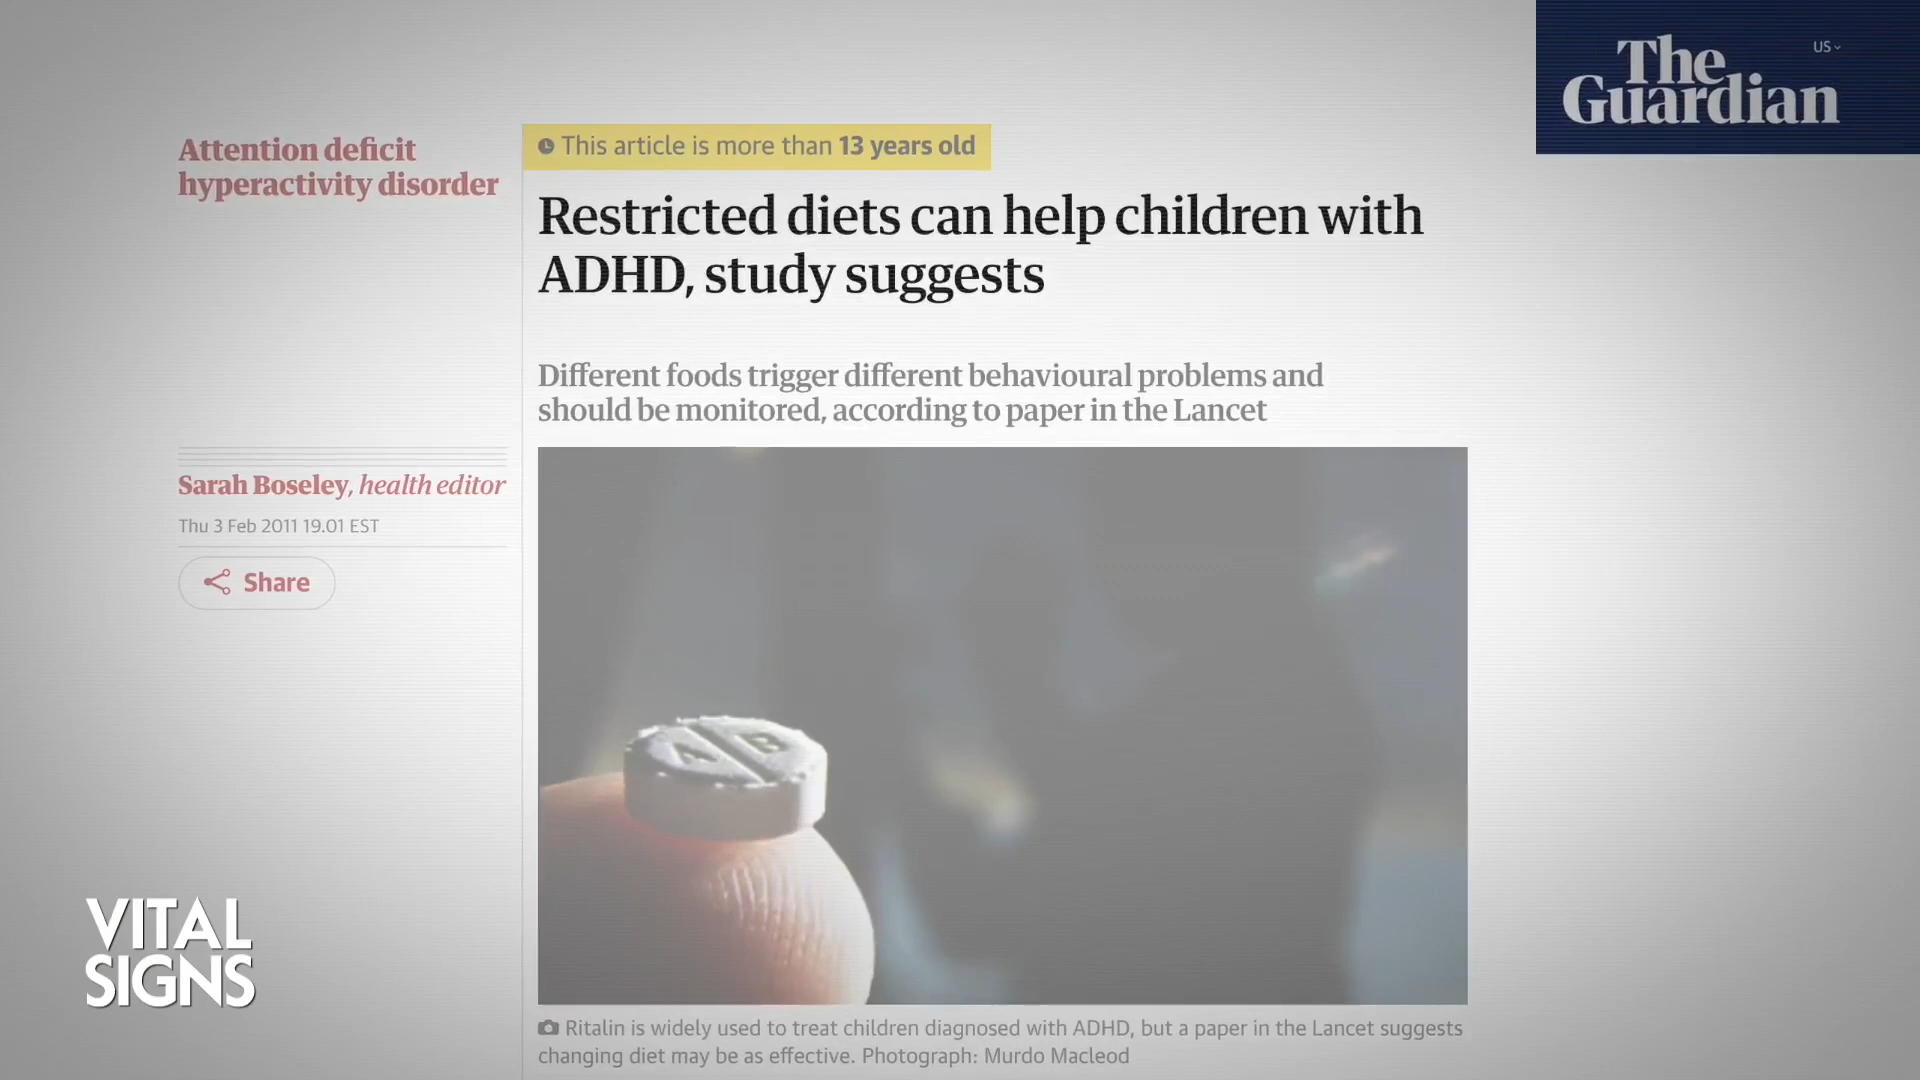 The
Guardian
US
Attention deficit
hyperactivity disorder
This article is more than 13 years old
Restricted diets can help children with
ADHD, study suggests
Different foods trigger different behavioural problems and
should be monitored, according to paper in the Lancet
Sarah Boseley, health editor
Thu 3 Feb 2011 19.01 EST
Share
A B
VITAL
SIGNS
Ritalin is widely used to treat children diagnosed with ADHD, but a paper in the Lancet suggests
changing diet may be as effective. Photograph: Murdo Macleod